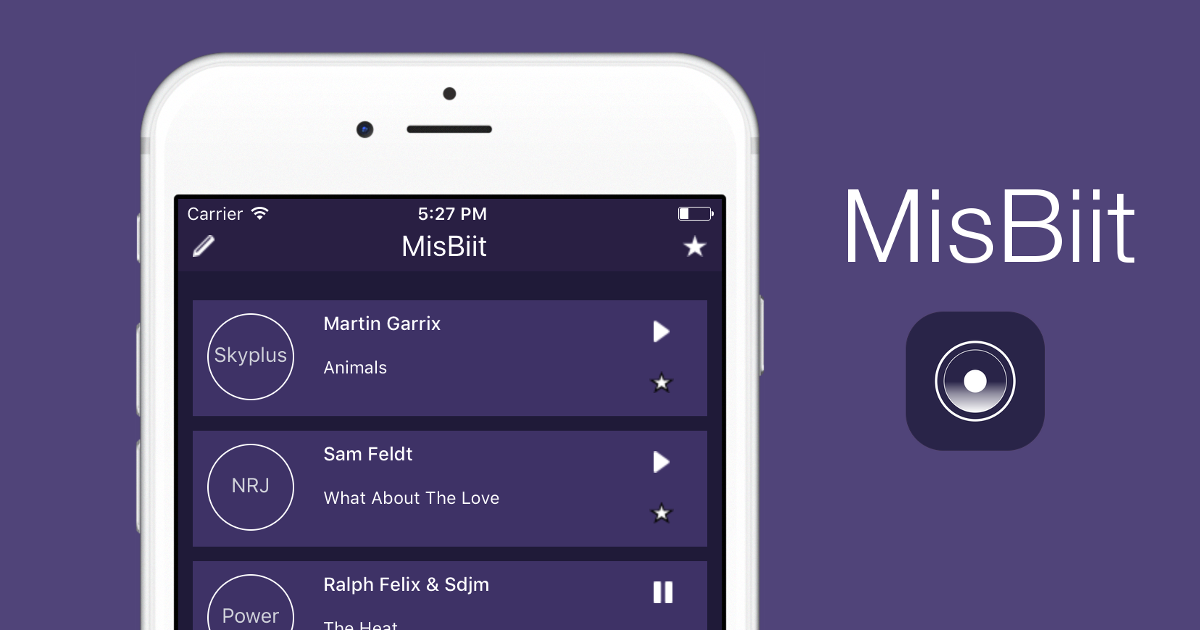 Carrier 5:27 PM
MisBiit
Skyplus
Martin Garrix
Animals
NRJ
Sam Feldt
What About The Love
Power
Ralph Felix & Sdjm
The Heat
MisBiit